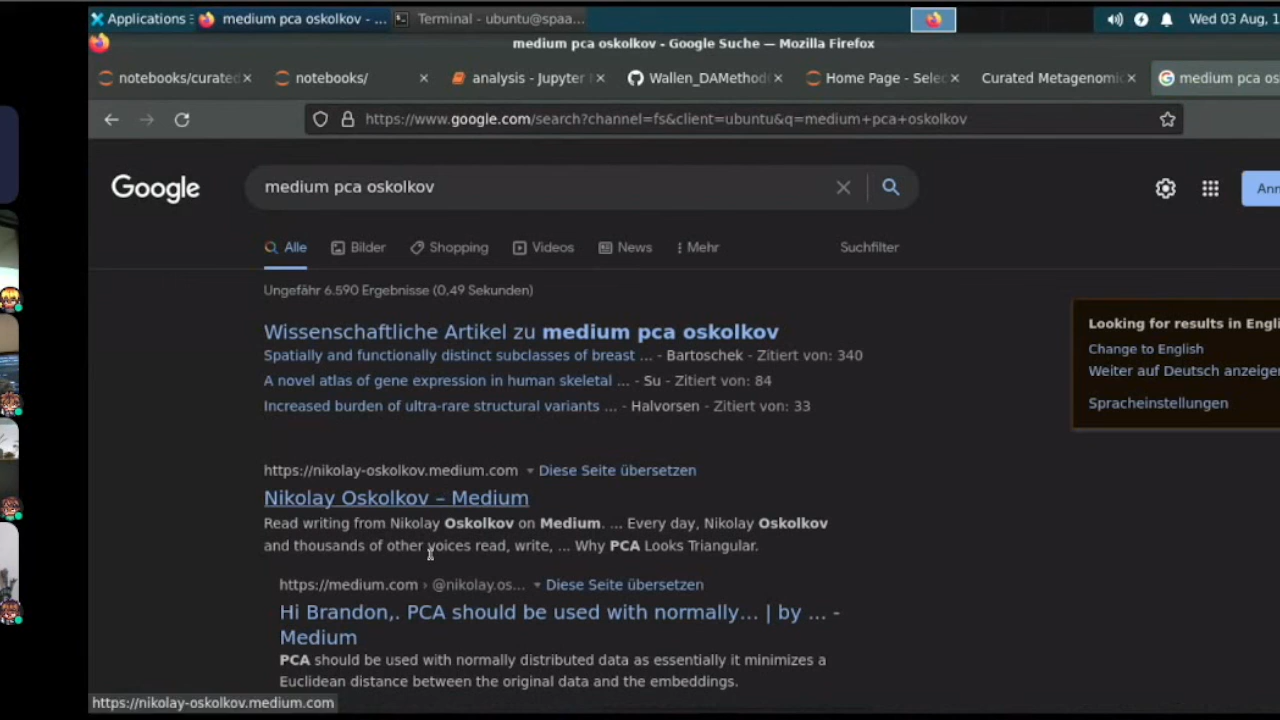 Applications
medium pca oskolkov - ...
Terminal - ubuntu@spaa...
Wed 03 Aug, 1
medium pca oskolkov - Google Suche — Mozilla Firefox
notebooks/curated
notebooks/
analysis - Jupyter
Wallen_DAMethod
Home Page - Selec
Curated Metagenomic
medium pca os
https://www.google.com/search?channel=fs&client=ubuntu&q=medium+pca+oskolkov
Google
medium pca oskolkov
Ann
Alle
Bilder
Shopping
Videos
News
Mehr
Suchfilter
Ungefähr 6.590 Ergebnisse (0,49 Sekunden)
Wissenschaftliche Artikel zu medium pca oskolkov
Spatially and functionally distinct subclasses of breast ... - Bartoschek - Zitiert von: 340
A novel atlas of gene expression in human skeletal ... - Su - Zitiert von: 84
Increased burden of ultra-rare structural variants ... - Halvorsen - Zitiert von: 33
Looking for results in Engli
Change to English
Weiter auf Deutsch anzeigen
Spracheinstellungen
https://nikolay-oskolkov.medium.com Diese Seite übersetzen
Nikolay Oskolkov – Medium
Read writing from Nikolay Oskolkov on Medium. ... Every day, Nikolay Oskolkov
and thousands of other voices read, write, ... Why PCA Looks Triangular.
https://medium.com › @nikolay.os... Diese Seite übersetzen
Hi Brandon,. PCA should be used with normally... | by ... -
Medium
PCA should be used with normally distributed data as essentially it minimizes a
Euclidean distance between the original data and the embeddings.
https://nikolay-oskolkov.medium.com